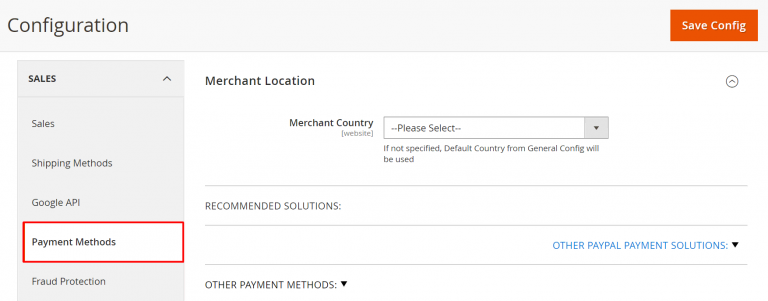 Configuration
Save Config
SALES
Sales
Shipping Methods
Google API
Payment Methods
Fraud Protection
Merchant Location
Merchant Country
[website]
--Please Select--
If not specified, Default Country from General Config will
be used
RECOMMENDED SOLUTIONS:
OTHER PAYPAL PAYMENT SOLUTIONS:
OTHER PAYMENT METHODS: